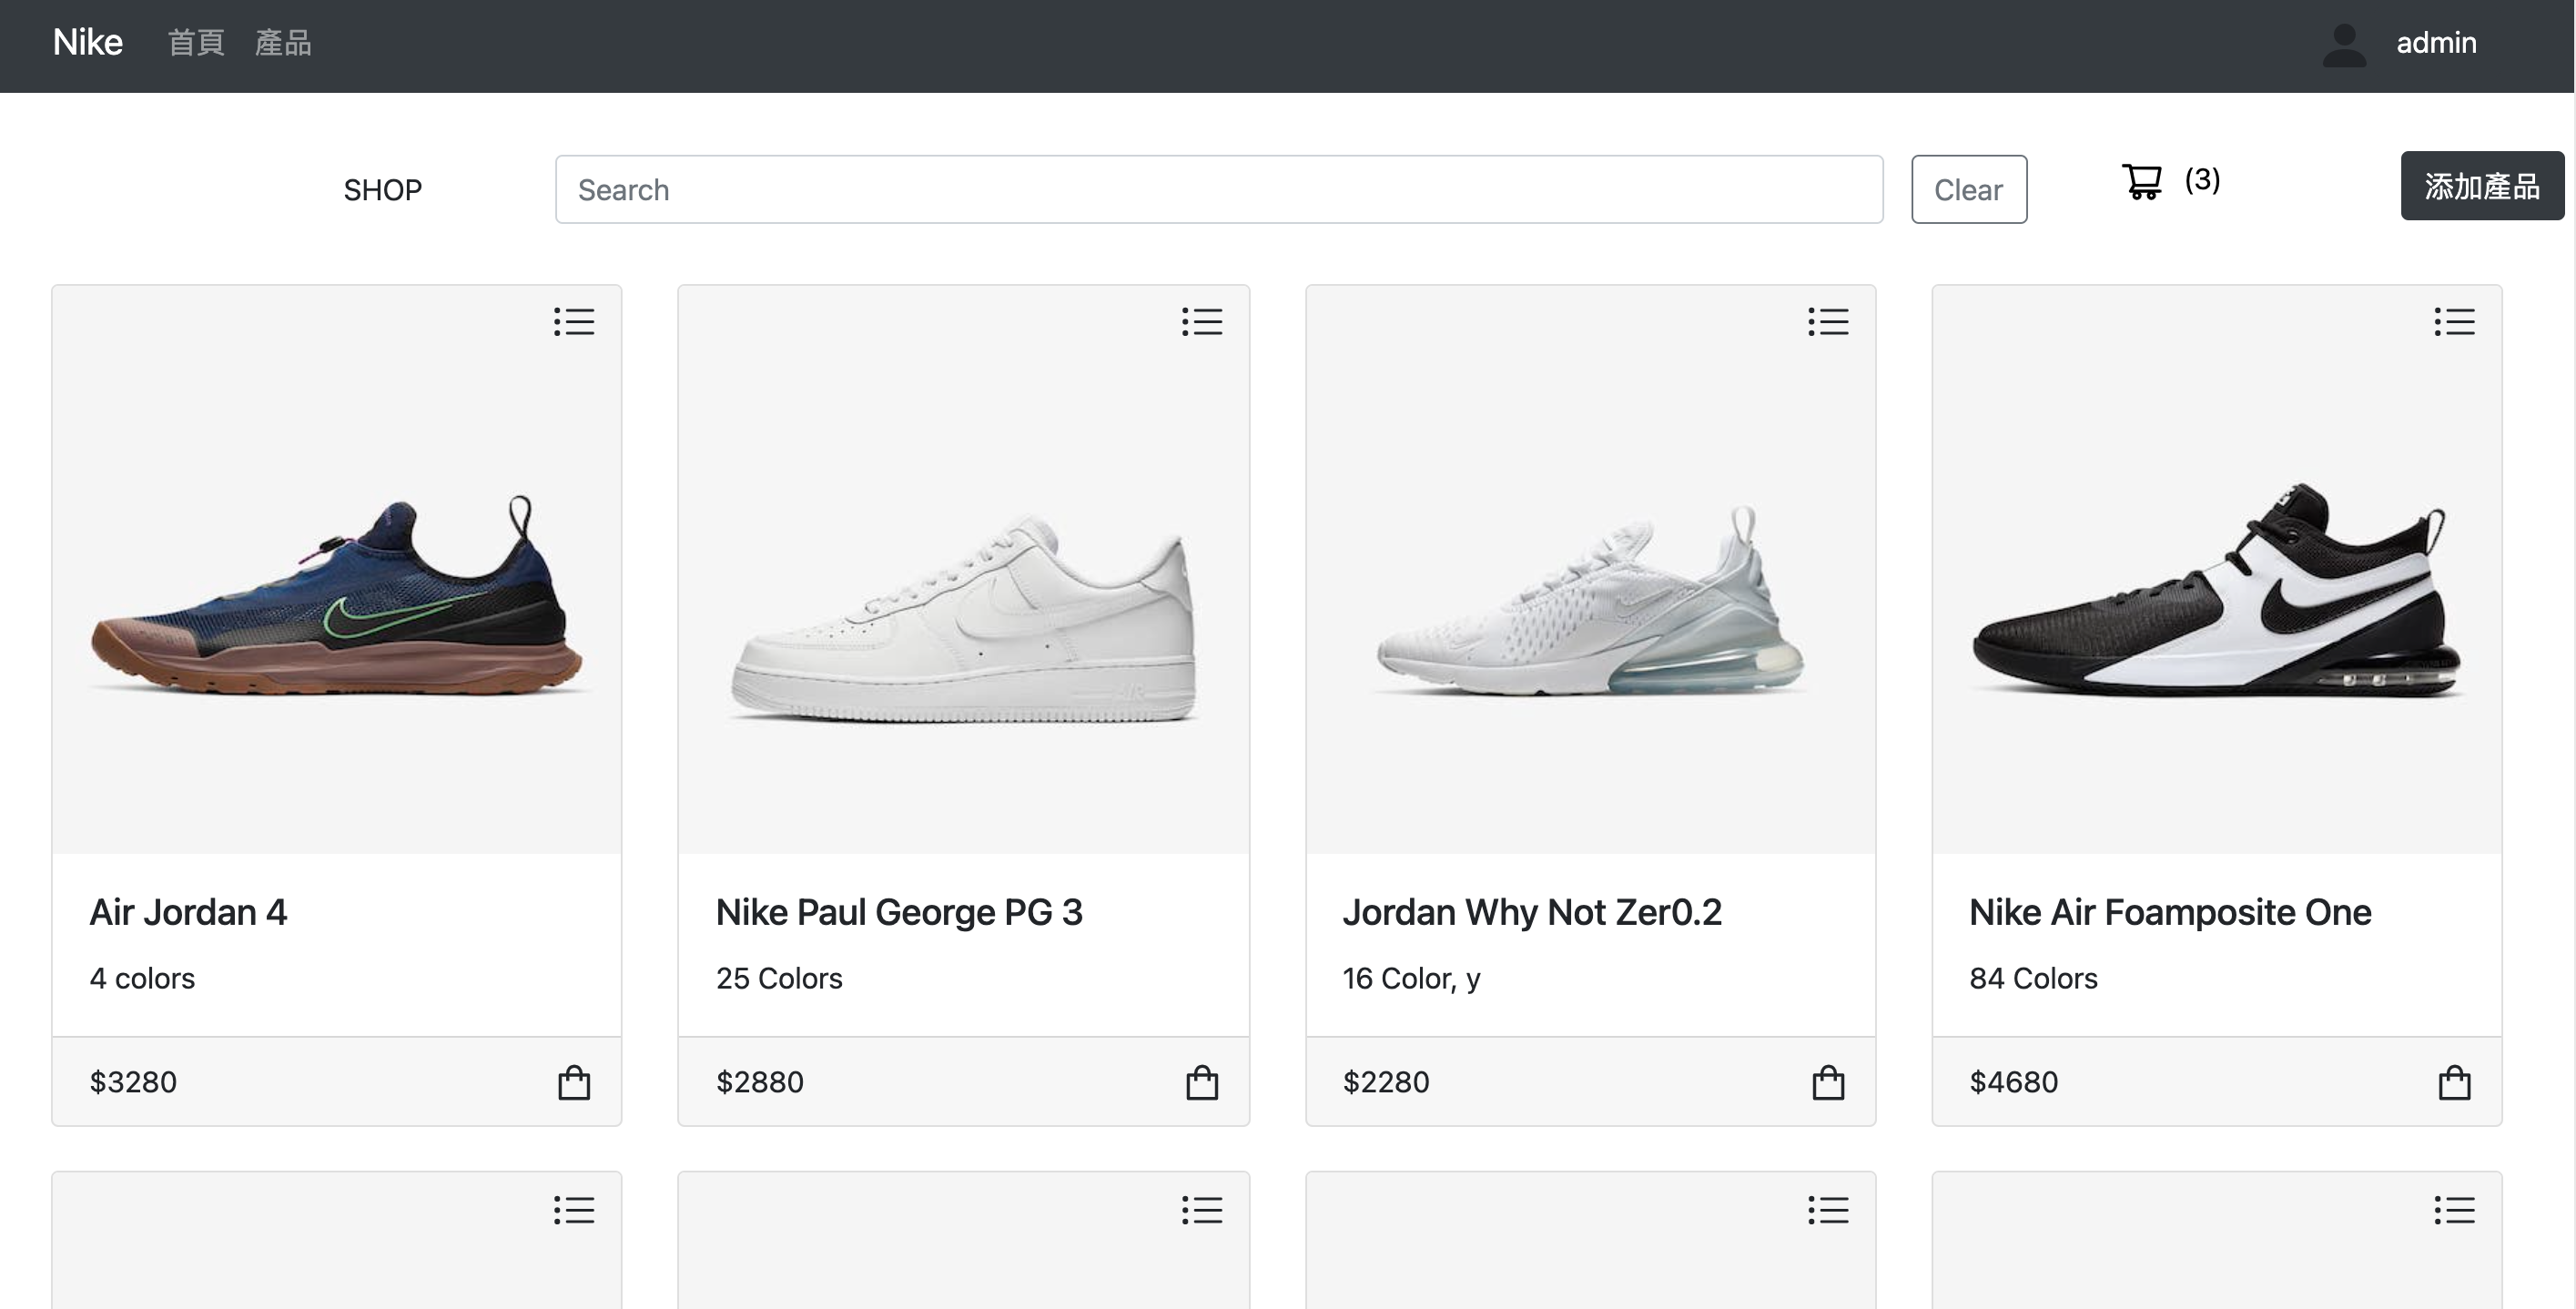 Nike 首頁 產品 admin
SHOP Search Clear (3) 添加產品
Air Jordan 4
4 colors
$3280
Nike Paul George PG 3
25 Colors
$2880
Jordan Why Not Zer0.2
16 Color, y
$2280
Nike Air Foamposite One
84 Colors
$4680